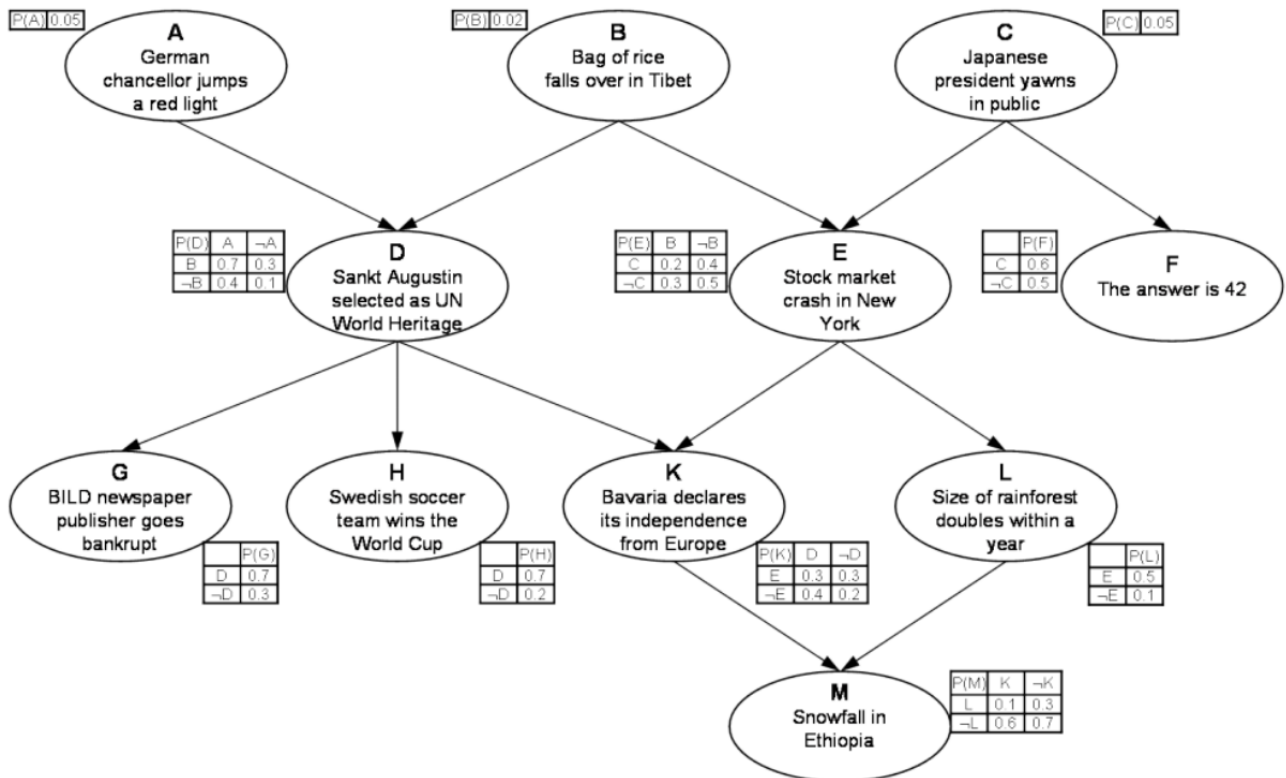 P(A) 0.05
A
German
chancellor jumps
a red light
P(B) 0.02
B
Bag of rice
falls over in Tibet
C
Japanese
president yawns
in public
P(C) 0.05
P(D) A ¬A
B 0.7 0.3
¬B 0.4 0.1
D
Sankt Augustin
selected as UN
World Heritage
P(E) B ¬B
C 0.2 0.4
¬C 0.3 0.5
E
Stock market
crash in New
York
P(F)
C 0.6
¬C 0.5
F
The answer is 42
G
BILD newspaper
publisher goes
bankrupt
P(G)
D 0.7
¬D 0.3
H
Swedish soccer
team wins the
World Cup
P(H)
D 0.7
¬D 0.2
K
Bavaria declares
its independence
from Europe
P(K) D ¬D
E 0.3 0.3
¬E 0.4 0.2
L
Size of rainforest
doubles within a
year
P(L)
E 0.5
¬E 0.1
M
Snowfall in
Ethiopia
P(M) K ¬K
L 0.1 0.3
¬L 0.6 0.7